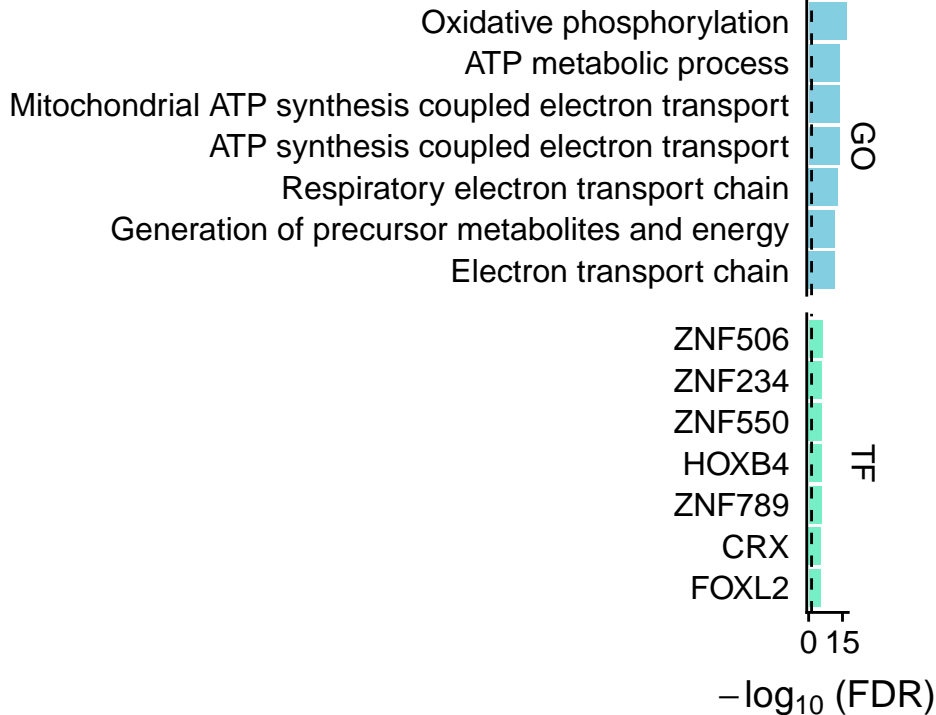 Oxidative phosphorylation
ATP metabolic process
Mitochondrial ATP synthesis coupled electron transport
ATP synthesis coupled electron transport
Respiratory electron transport chain
Generation of precursor metabolites and energy
Electron transport chain
GO
ZNF506
ZNF234
ZNF550
HOXB4
ZNF789
CRX
FOXL2
TF
0 15
−log₁₀ (FDR)